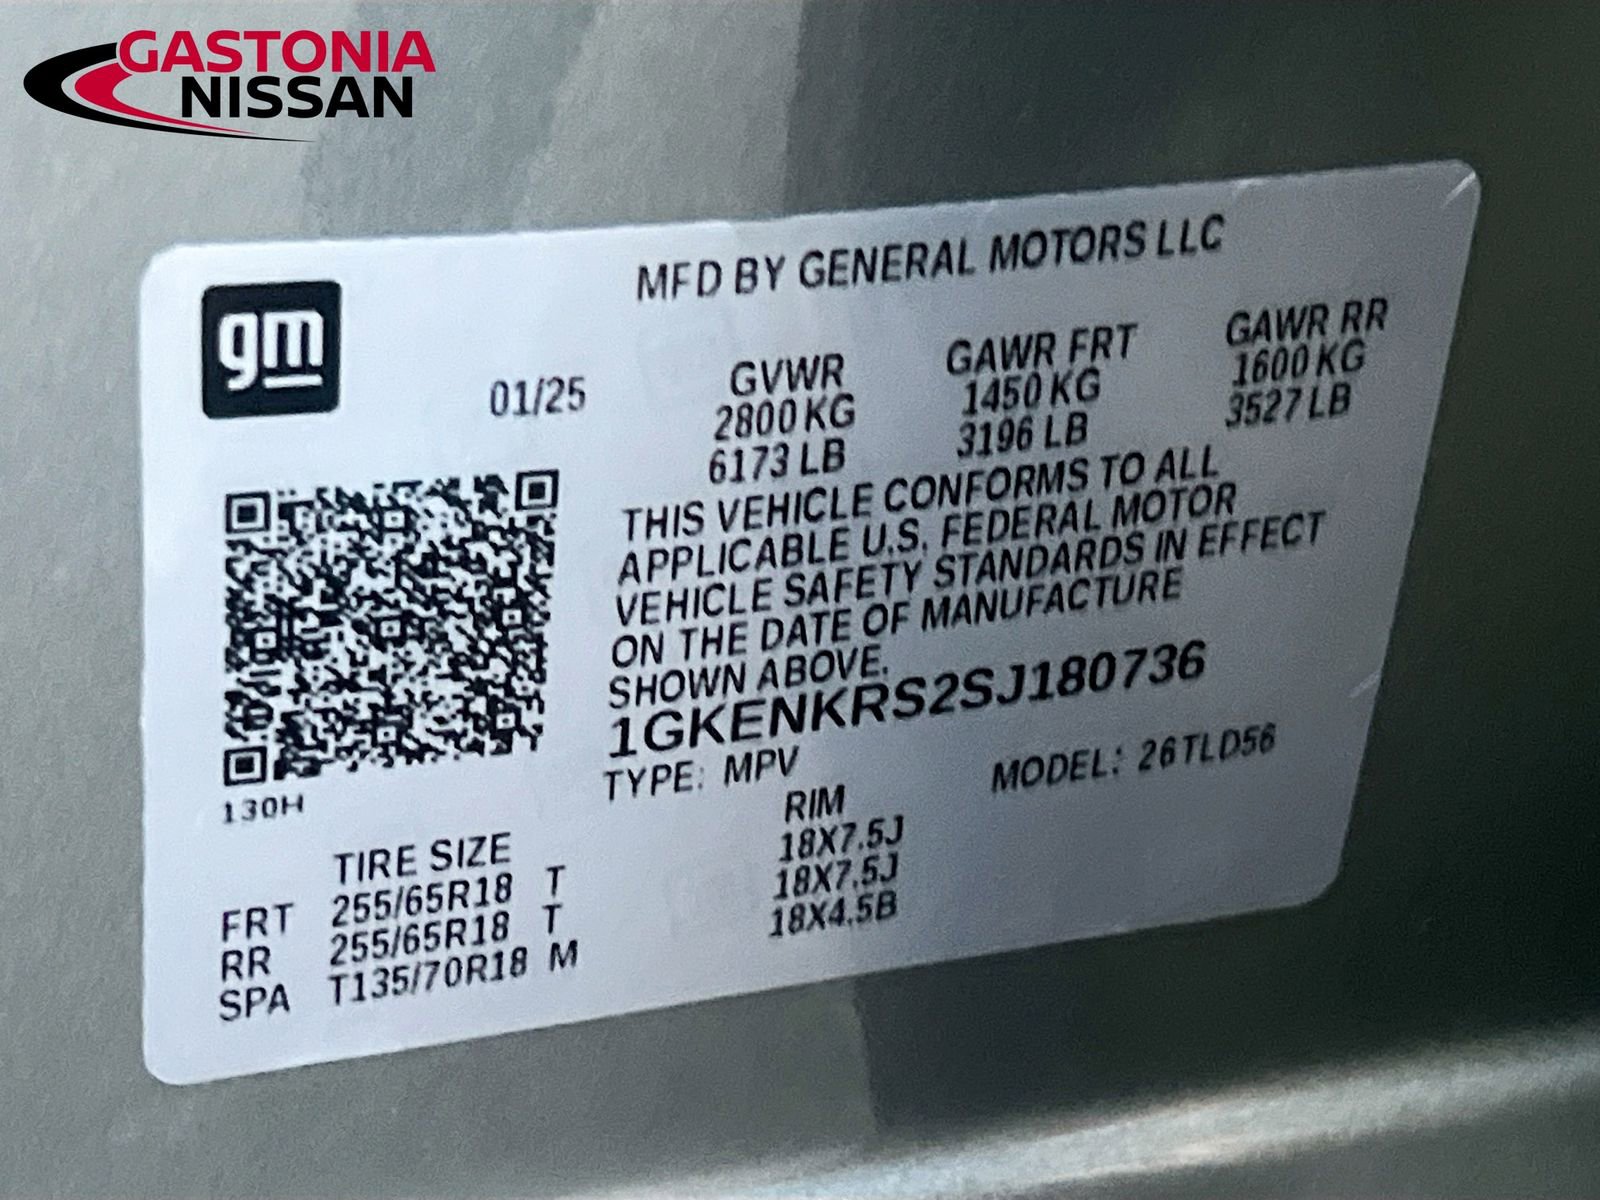 GASTONIA
NISSAN
gm
MFD BY GENERAL MOTORS LLC
01/25
GVWR
2800 KG
6173 LB
GAWR FRT
1450 KG
3196 LB
GAWR RR
1600 KG
3527 LB
THIS VEHICLE CONFORMS TO ALL
APPLICABLE U.S. FEDERAL MOTOR
VEHICLE SAFETY STANDARDS IN EFFECT
ON THE DATE OF MANUFACTURE
SHOWN ABOVE.
1GKENKRS2SJ180736
TYPE: MPV MODEL: 26TLD56
130H
TIRE SIZE RIM
FRT 255/65R18 T 18X7.5J
RR 255/65R18 T 18X7.5J
SPA T135/70R18 M 18X4.5B